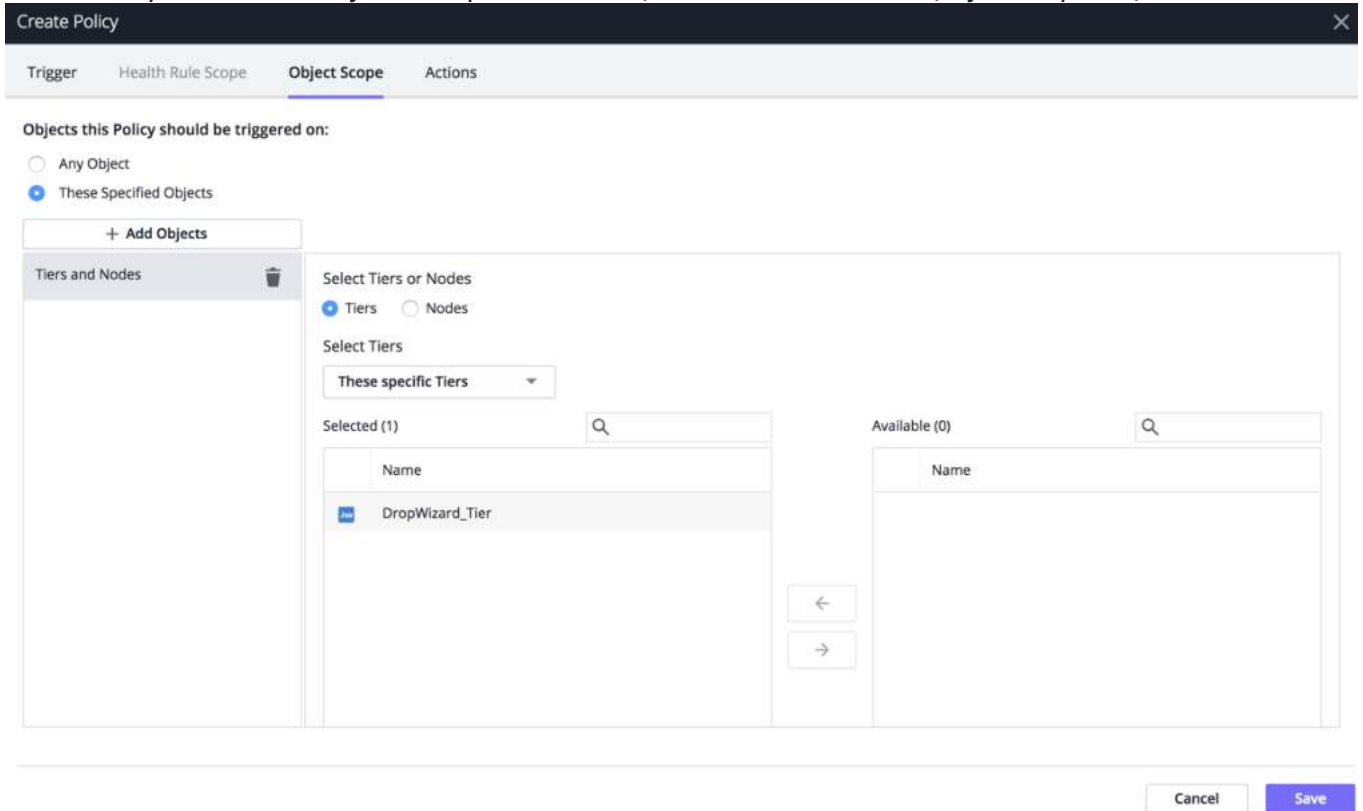 Create Policy
Trigger Health Rule Scope Object Scope Actions
Objects this Policy should be triggered on:
Any Object
These Specified Objects
+ Add Objects
Tiers and Nodes
Select Tiers or Nodes
Tiers Nodes
Select Tiers
These specific Tiers
Selected (1) Available (0)
Name Name
DropWizard_Tier
Cancel Save